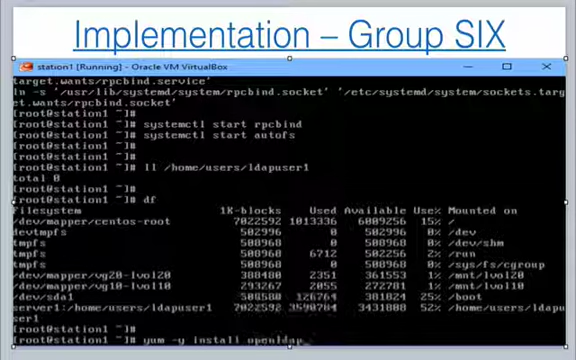 Implementation – Group SIX
station1 [Running] - Oracle VM VirtualBox
target.wants/rpcbind.service'
ln -s '/usr/lib/systemd/system/rpcbind.socket' '/etc/systemd/system/sockets.targ
et.wants/rpcbind.socket'
[root@station1 ~]#
[root@station1 ~]# systemctl start rpcbind
[root@station1 ~]# systemctl start autofs
[root@station1 ~]#
[root@station1 ~]# ll /home/users/ldapuser1
total 0
[root@station1 ~]#
[root@station1 ~]# df
Filesystem 1K-blocks Used Available Use% Mounted on
/dev/mapper/centos-root 7022592 1013336 6009256 15% /
devtmpfs 502996 0 502996 0% /dev
tmpfs 508968 0 508968 0% /dev/shm
tmpfs 508968 6712 502256 2% /run
tmpfs 508968 0 508968 0% /sys/fs/cgroup
/dev/mapper/vg20-lvol20 388480 2351 361553 1% /mnt/lvol20
/dev/mapper/vg10-lvol10 293267 2055 272781 1% /mnt/lvol10
/dev/sda1 508580 126764 381824 25% /boot
server1:/home/users/ldapuser1 7022592 3431808 52% /home/users/ldapu
ser1
[root@station1 ~]#
[root@station1 ~]# yum -y install openldap